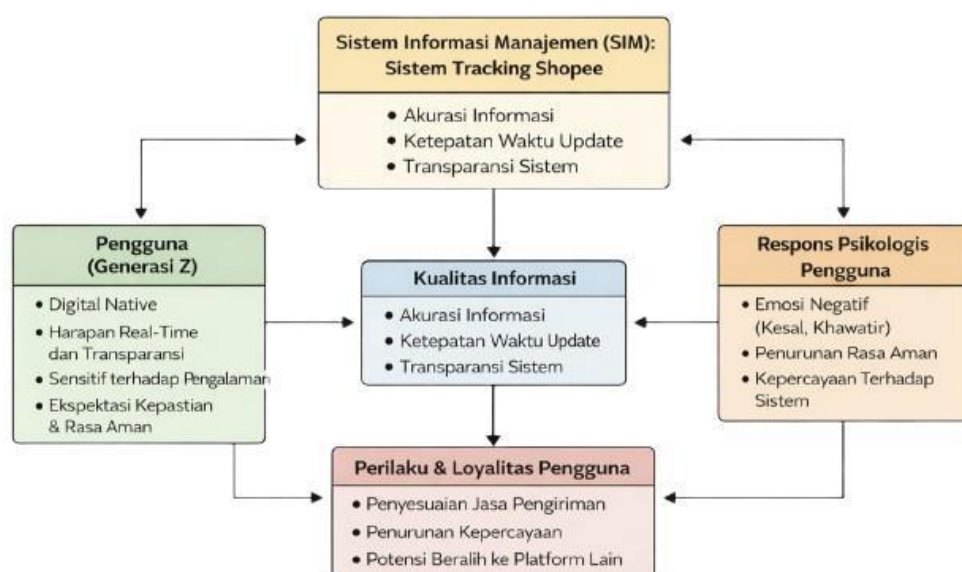 Sistem Informasi Manajemen (SIM):
Sistem Tracking Shopee
• Akurasi Informasi
• Ketepatan Waktu Update
• Transparansi Sistem
Pengguna
(Generasi Z)
• Digital Native
• Harapan Real-Time
dan Transparansi
• Sensitif terhadap Pengalaman
• Ekspektasi Kepastian
& Rasa Aman
Kualitas Informasi
• Akurasi Informasi
• Ketepatan Waktu Update
• Transparansi Sistem
Respons Psikologis
Pengguna
• Emosi Negatif
(Kesal, Khawatir)
• Penurunan Rasa Aman
• Kepercayaan Terhadap
Sistem
Perilaku & Loyalitas Pengguna
• Penyesuaian Jasa Pengiriman
• Penurunan Kepercayaan
• Potensi Beralih ke Platform Lain